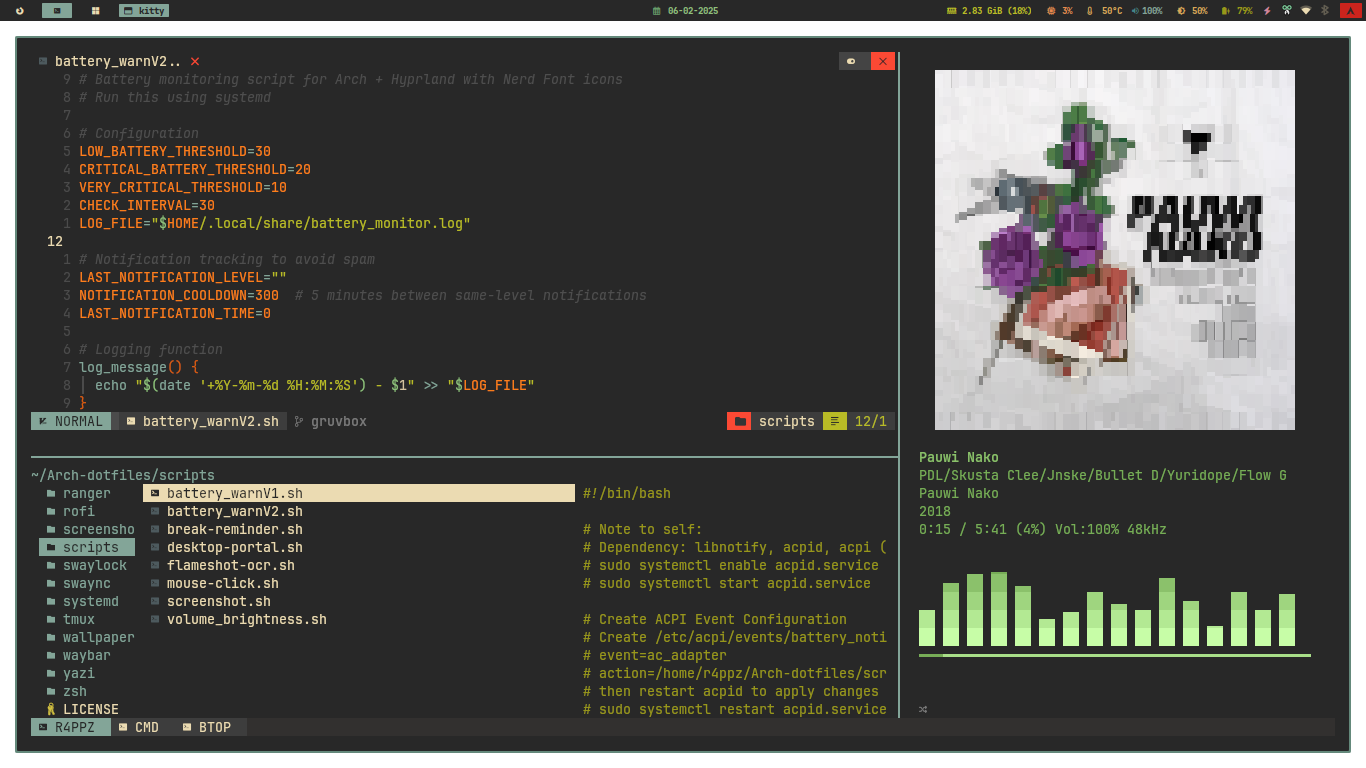 kitty
06-02-2025
2.83 GiB (18%)
3%
50°C
100%
50%
79%
battery_warnV2..
9 # Battery monitoring script for Arch + Hyprland with Nerd Font icons
8 # Run this using systemd
7
6 # Configuration
5 LOW_BATTERY_THRESHOLD=30
4 CRITICAL_BATTERY_THRESHOLD=20
3 VERY_CRITICAL_THRESHOLD=10
2 CHECK_INTERVAL=30
1 LOG_FILE="$HOME/.local/share/battery_monitor.log"
12
1 # Notification tracking to avoid spam
2 LAST_NOTIFICATION_LEVEL=""
3 NOTIFICATION_COOLDOWN=300  # 5 minutes between same-level notifications
4 LAST_NOTIFICATION_TIME=0
5
6 # Logging function
7 log_message() {
8 echo "$(date '+%Y-%m-%d %H:%M:%S') - $1" >> "$LOG_FILE"
9 }
NORMAL battery_warnV2.sh gruvbox scripts 12/1
~/Arch-dotfiles/scripts
ranger
rofi
screensho
scripts
swaylock
swaync
systemd
tmux
wallpaper
waybar
yazi
zsh
LICENSE
battery_warnV1.sh
battery_warnV2.sh
break-reminder.sh
desktop-portal.sh
flameshot-ocr.sh
mouse-click.sh
screenshot.sh
volume_brightness.sh
#!/bin/bash
# Note to self:
# Dependency: libnotify, acpid, acpi (
# sudo systemctl enable acpid.service
# sudo systemctl start acpid.service
# Create ACPI Event Configuration
# Create /etc/acpi/events/battery_noti
# event=ac_adapter
# action=/home/r4ppz/Arch-dotfiles/scr
# then restart acpid to apply changes
# sudo systemctl restart acpid.service
R4PPZ CMD BTOP
Pauwi Nako
PDL/Skusta Clee/Jnske/Bullet D/Yuridope/Flow G
Pauwi Nako
2018
0:15 / 5:41 (4%) Vol:100% 48kHz